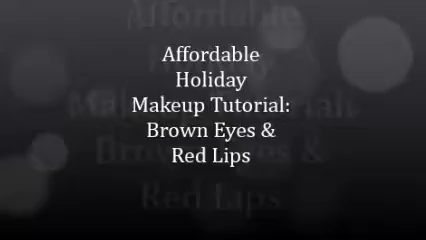 Affordable
Holiday
Makeup Tutorial:
Brown Eyes &
Red Lips